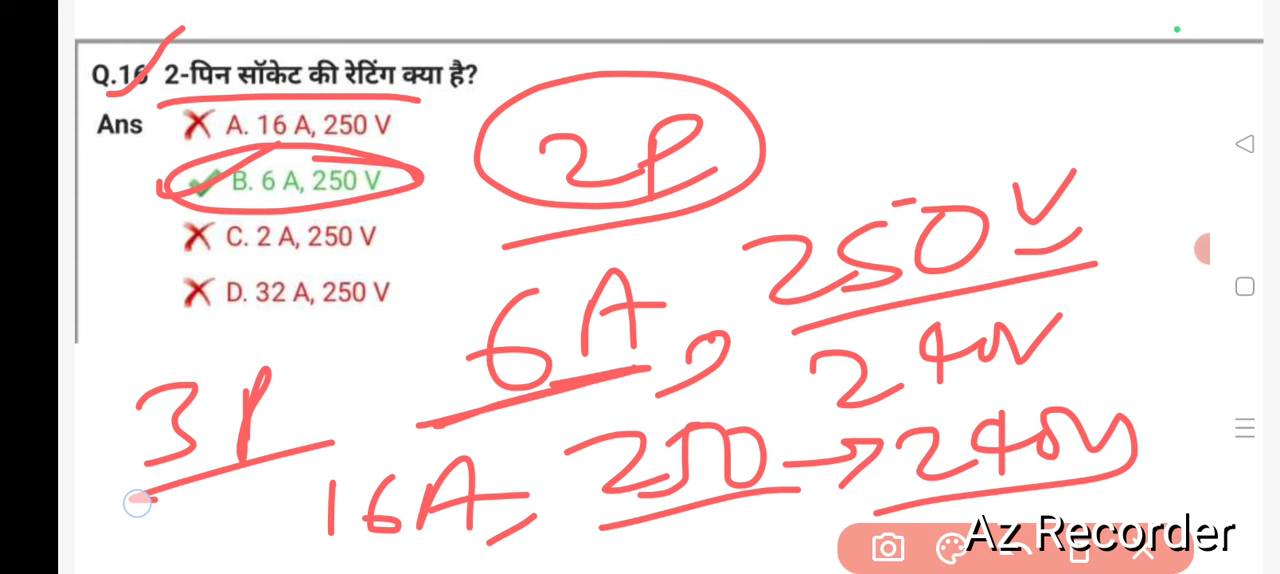 Q.16 2-पिन सॉकेट की रेटिंग क्या है?
Ans A. 16 A, 250 V
B. 6 A, 250 V
C. 2 A, 250 V
D. 32 A, 250 V
2P
6A, 250V
240V
3P
16A, 250 → 240V
Az Recorder